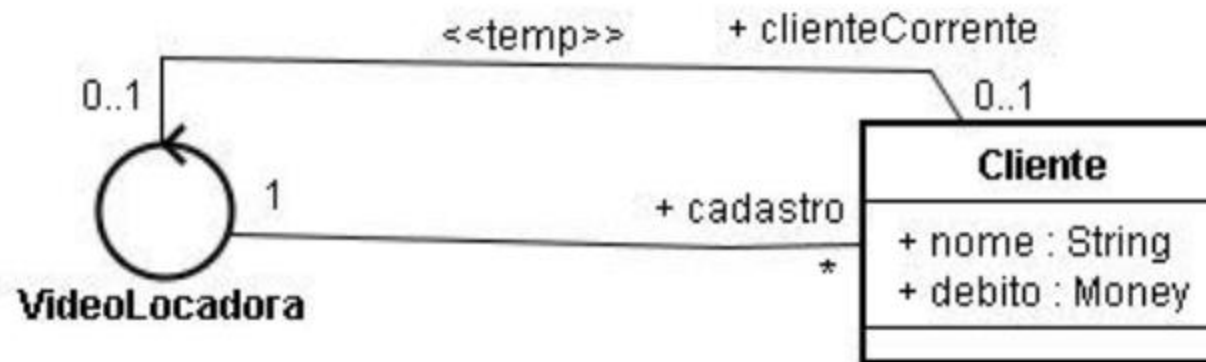 <<temp>> + clienteCorrente
0..1 0..1
Cliente
1 + cadastro
+ nome : String
*
+ debito : Money
VideoLocadora